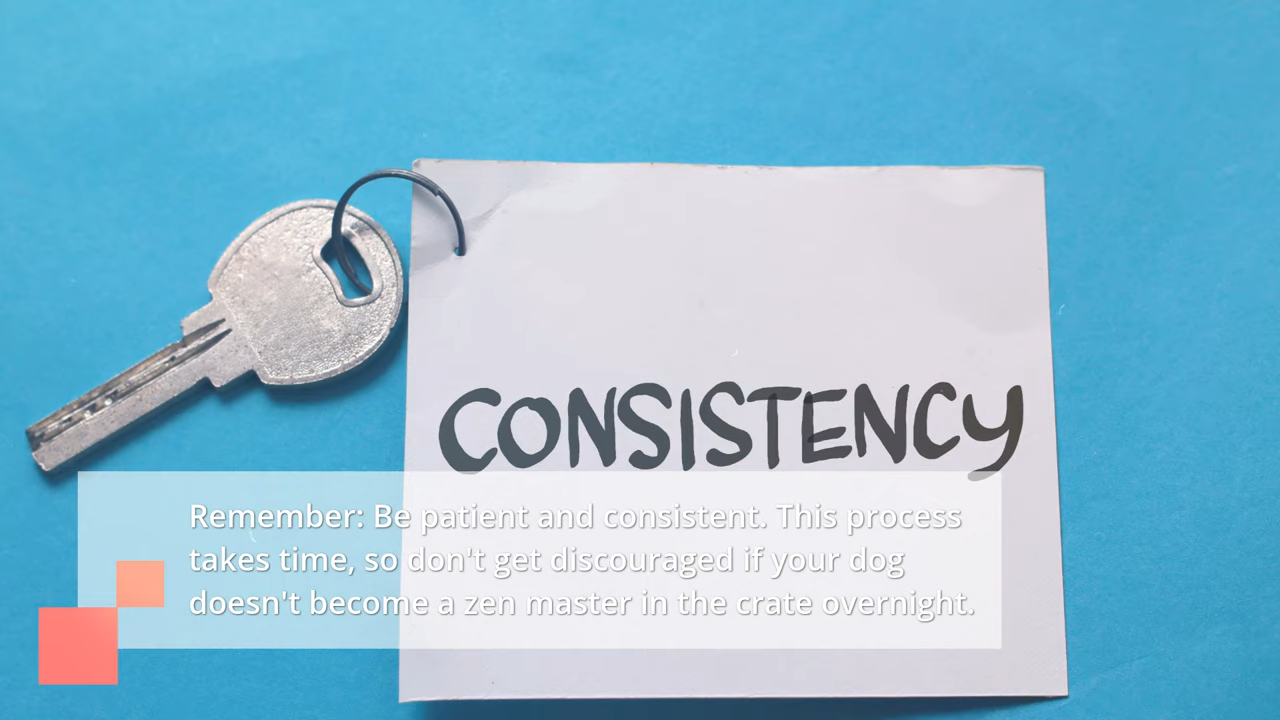 CONSISTENCY
Remember: Be patient and consistent. This process
takes time, so don't get discouraged if your dog
doesn't become a zen master in the crate overnight.